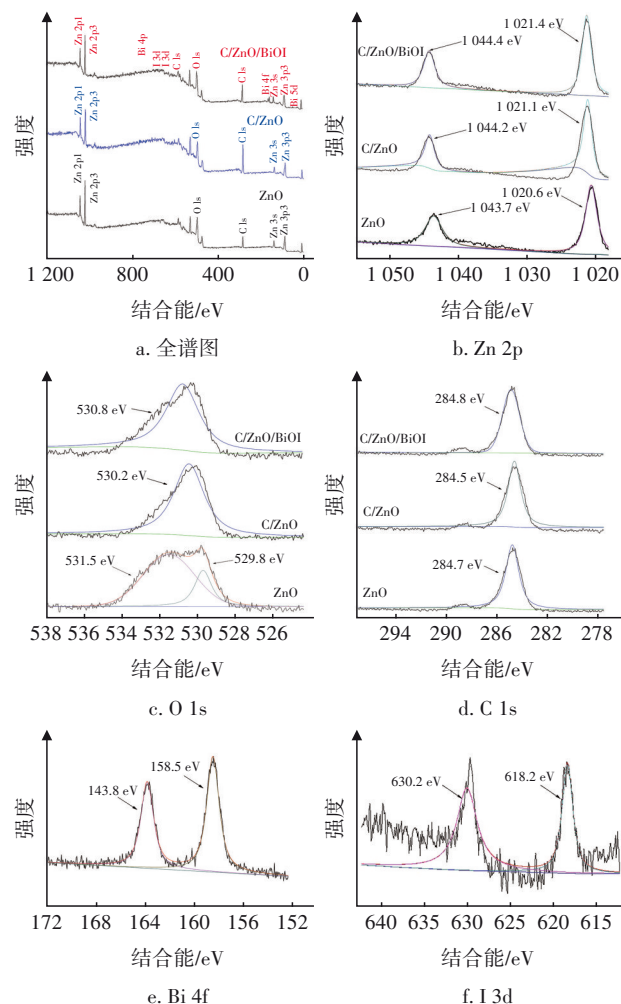 Zn 2p1
Zn 2p3
Bi 4p
I 3d
I 3d
C 1s
O 1s
C/ZnO/BiOI
C 1s
Bi 4f
Zn 3s
Zn 3p3
Bi 5d
Zn 2p1
Zn 2p3
O 1s
C/ZnO
C 1s
Zn 3s
Zn 3p3
Zn 2p1
Zn 2p3
O 1s
ZnO
C 1s
Zn 3s
Zn 3p3
强度
1 200 800 400 0
结合能/eV
a. 全谱图
C/ZnO/BiOI
1 044.4 eV
1 021.4 eV
C/ZnO
1 044.2 eV
1 021.1 eV
ZnO
1 043.7 eV
1 020.6 eV
强度
1 050 1 040 1 030 1 020
结合能/eV
b. Zn 2p
530.8 eV
C/ZnO/BiOI
530.2 eV
C/ZnO
531.5 eV
529.8 eV
ZnO
强度
538 536 534 532 530 528 526
结合能/eV
c. O 1s
284.8 eV
C/ZnO/BiOI
284.5 eV
C/ZnO
284.7 eV
ZnO
强度
294 290 286 282 278
结合能/eV
d. C 1s
143.8 eV
158.5 eV
强度
172 168 164 160 156 152
结合能/eV
e. Bi 4f
630.2 eV
618.2 eV
强度
640 635 630 625 620 615
结合能/eV
f. I 3d